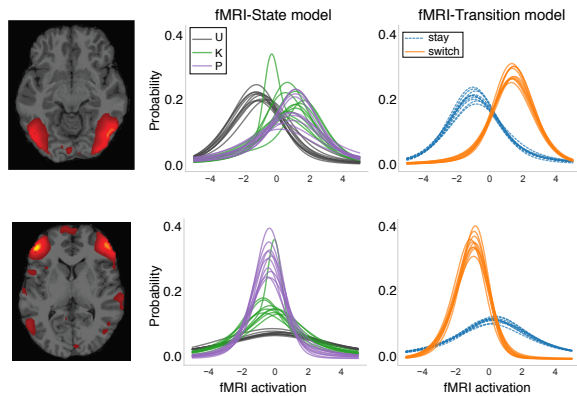 fMRI-State model
fMRI-Transition model
0.4
0.2
0.0
Probability
U
K
P
−4 −2 0 2 4
0.4
0.2
0.0
stay
switch
−4 −2 0 2 4
0.4
0.2
0.0
Probability
−4 −2 0 2 4
fMRI activation
0.4
0.2
0.0
−4 −2 0 2 4
fMRI activation